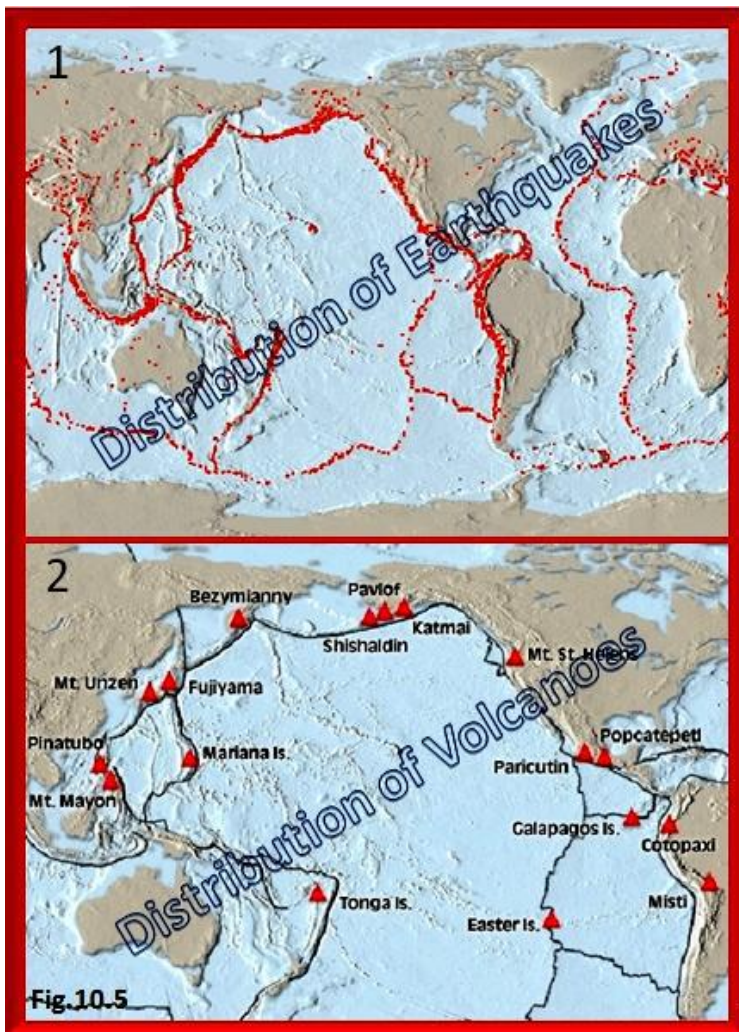 1
Distribution of Earthquakes
2
Bezymianny
Pavlof
Katmai
Shishaldin
Mt. St. Helens
Mt. Unzen
Fujiyama
Popcatepetl
Pinatubo
Mariana Is.
Paricutin
Mt. Mayon
Distribution of Volcanoes
Galapagos Is.
Cotopaxi
Tonga Is.
Misti
Easter Is.
Fig.10.5